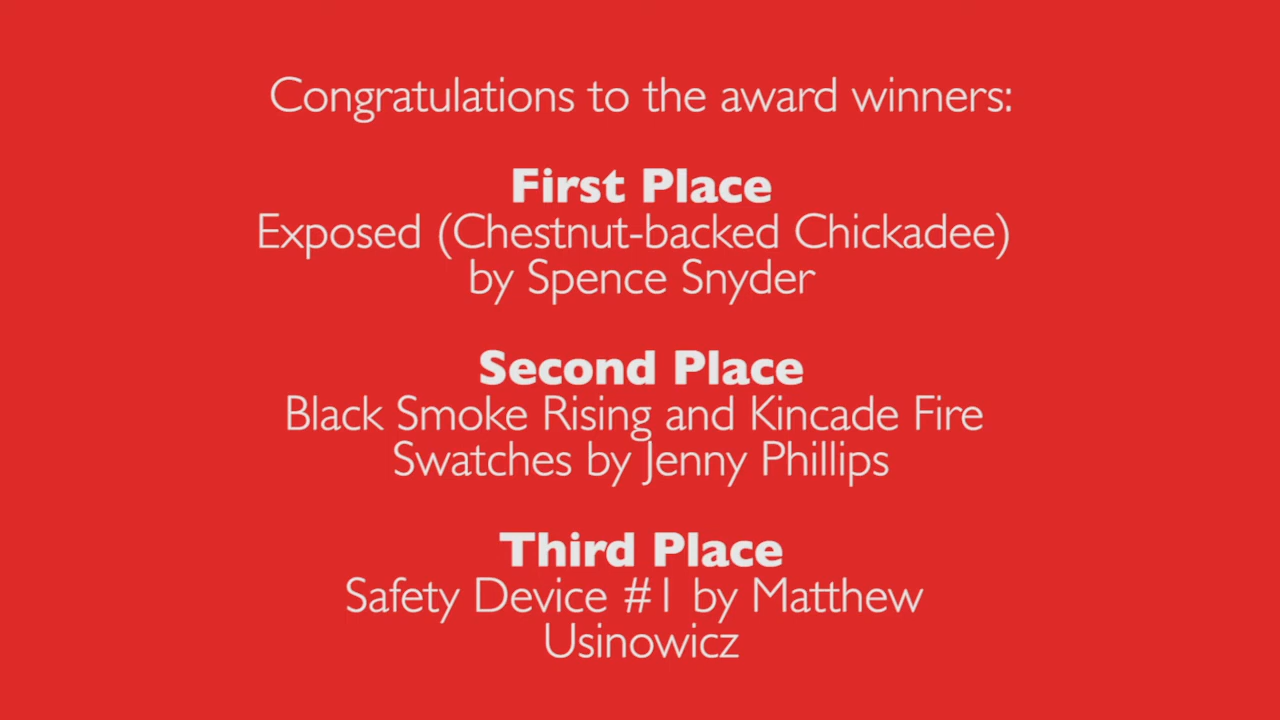 Congratulations to the award winners:
First Place
Exposed (Chestnut-backed Chickadee)
by Spence Snyder
Second Place
Black Smoke Rising and Kincade Fire
Swatches by Jenny Phillips
Third Place
Safety Device #1 by Matthew
Usinowicz